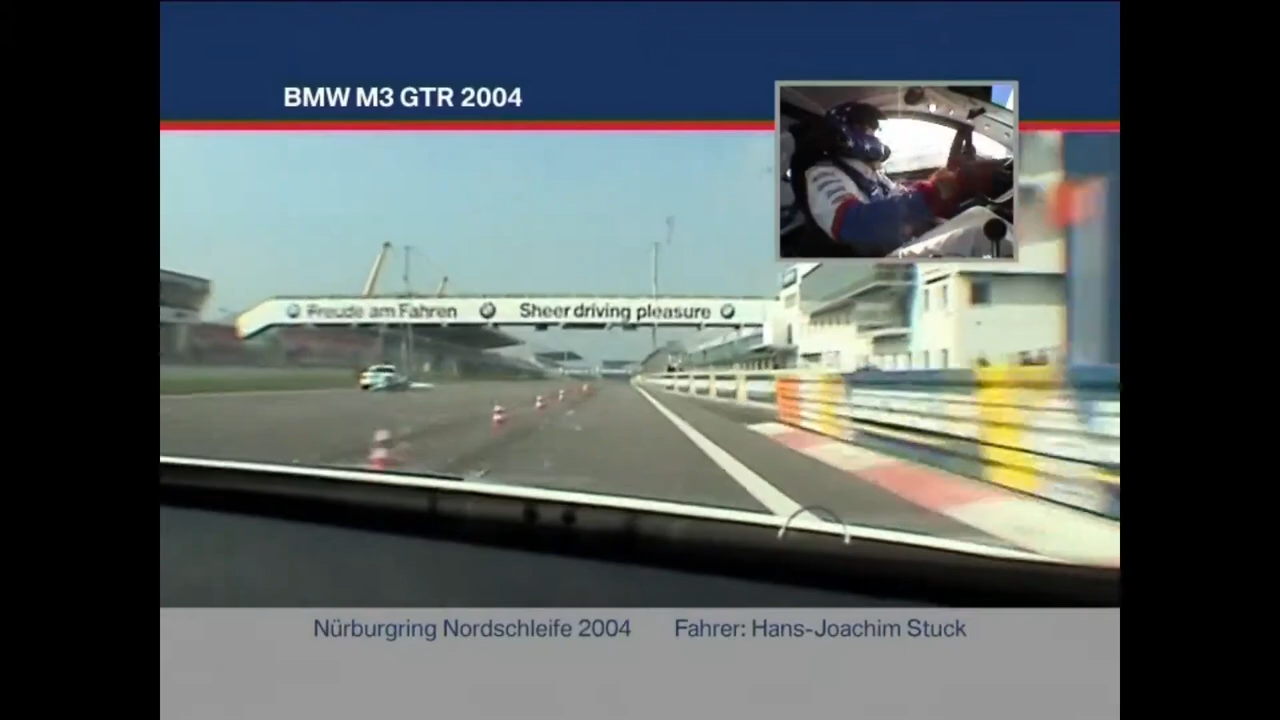 BMW M3 GTR 2004
Freude am Fahren Sheer driving pleasure
Nürburgring Nordschleife 2004 Fahrer: Hans-Joachim Stuck